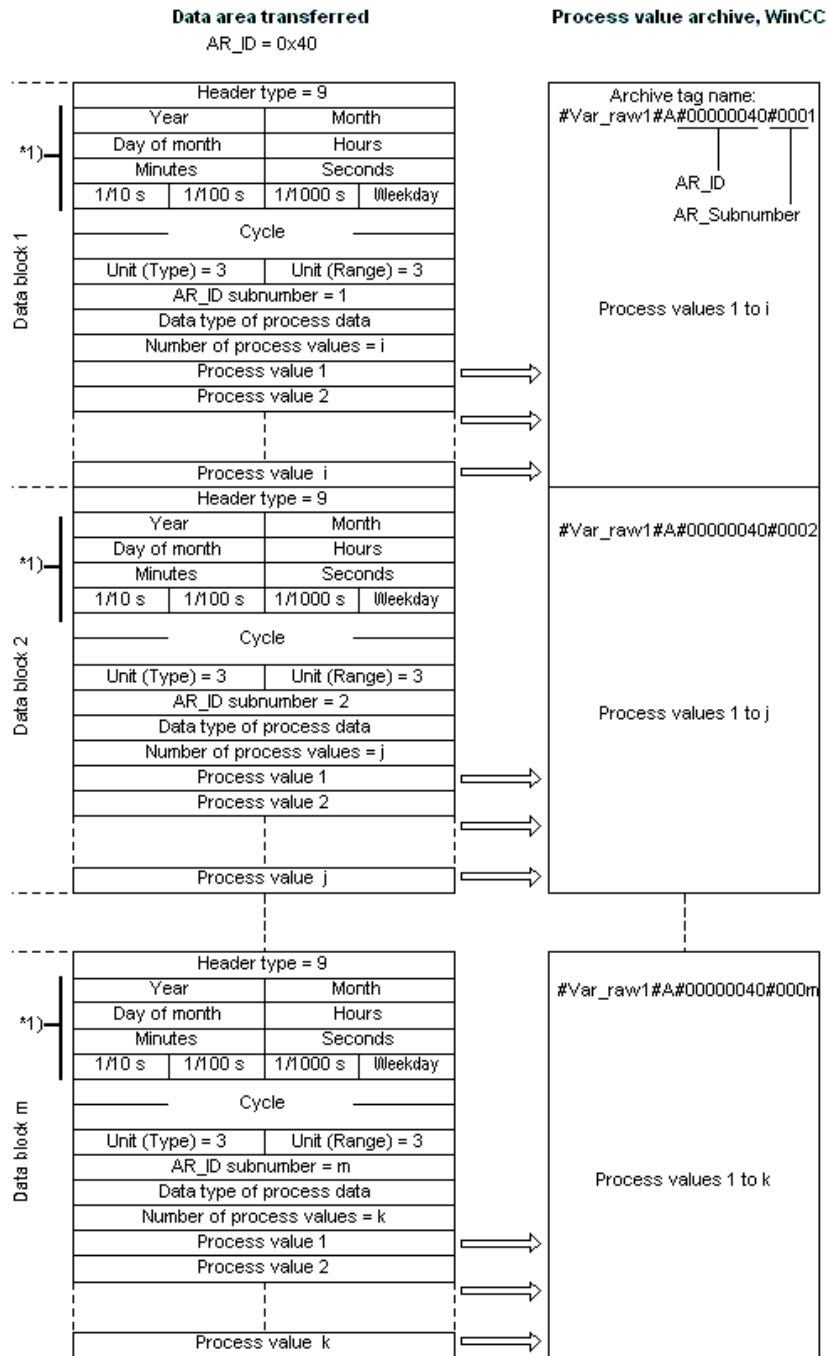 Data area transferred
Process value archive, WinCC
AR_ID = 0x40
Data block 1
*1)
Header type = 9
Year Month
Day of month Hours
Minutes Seconds
1/10 s 1/100 s 1/1000 s Weekday
Cycle
Unit (Type) = 3 Unit (Range) = 3
AR_ID subnumber = 1
Data type of process data
Number of process values = i
Process value 1
Process value 2
Process value i
Archive tag name:
#Var_raw1#A#00000040#0001
AR_ID
AR_Subnumber
Process values 1 to i
Data block 2
*1)
Header type = 9
Year Month
Day of month Hours
Minutes Seconds
1/10 s 1/100 s 1/1000 s Weekday
Cycle
Unit (Type) = 3 Unit (Range) = 3
AR_ID subnumber = 2
Data type of process data
Number of process values = j
Process value 1
Process value 2
Process value j
#Var_raw1#A#00000040#0002
Process values 1 to j
Data block m
*1)
Header type = 9
Year Month
Day of month Hours
Minutes Seconds
1/10 s 1/100 s 1/1000 s Weekday
Cycle
Unit (Type) = 3 Unit (Range) = 3
AR_ID subnumber = m
Data type of process data
Number of process values = k
Process value 1
Process value 2
Process value k
#Var_raw1#A#00000040#000m
Process values 1 to k